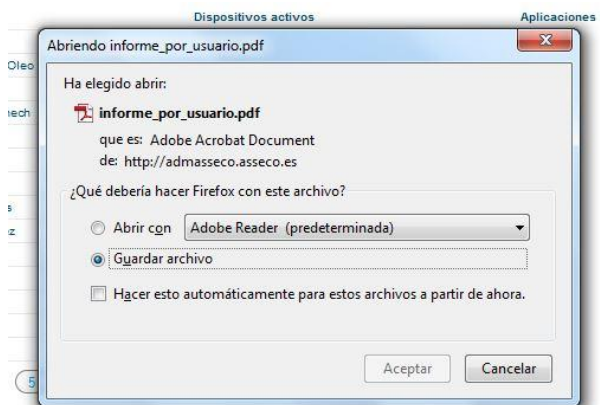 Dispositivos activos Aplicaciones
Abriendo informe_por_usuario.pdf
Oleo
Ha elegido abrir:
informe_por_usuario.pdf
que es: Adobe Acrobat Document
de: http://admasseco.asseco.es
¿Qué debería hacer Firefox con este archivo?
Abrir con Adobe Reader (predeterminada)
Guardar archivo
Hacer esto automáticamente para estos archivos a partir de ahora.
5 Aceptar Cancelar